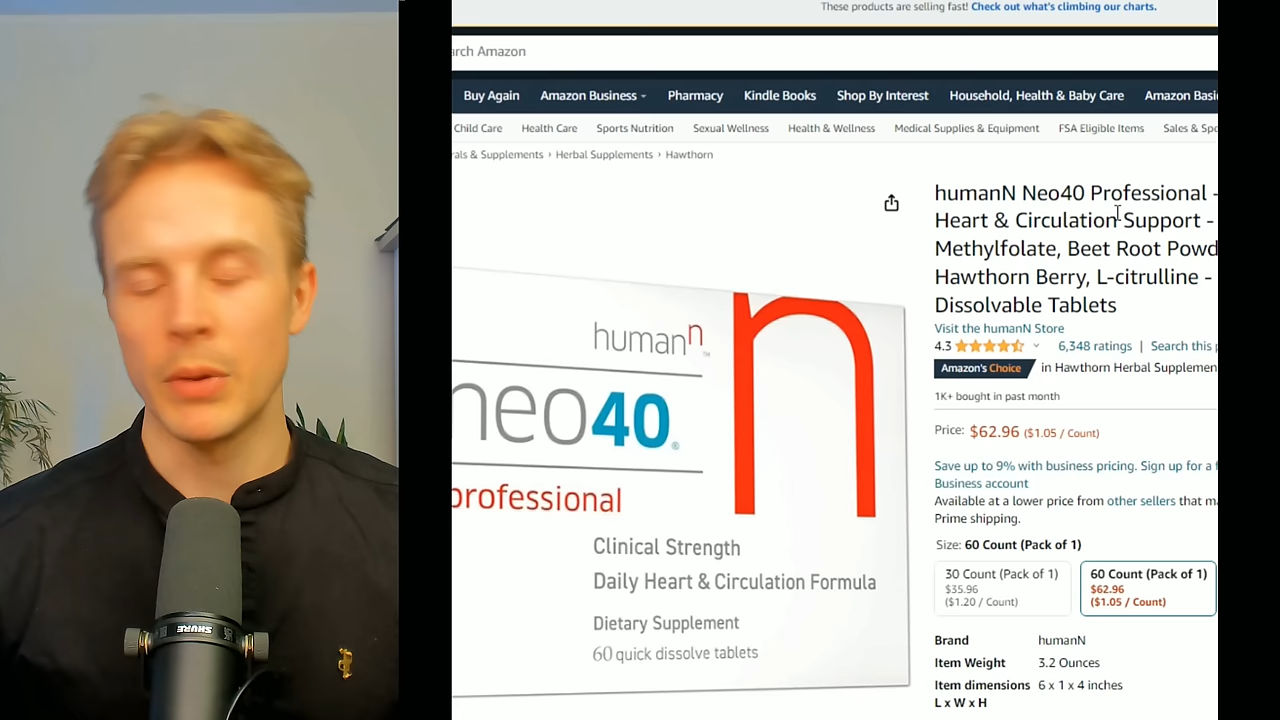 These products are selling fast! Check out what's climbing our charts.
arch Amazon
Buy Again Amazon Business Pharmacy Kindle Books Shop By Interest Household, Health & Baby Care Amazon Basi
Child Care Health Care Sports Nutrition Sexual Wellness Health & Wellness Medical Supplies & Equipment FSA Eligible Items Sales & Spe
rals & Supplements › Herbal Supplements › Hawthorn
humanN Neo40 Professional -
Heart & Circulation Support -
Methylfolate, Beet Root Powd
Hawthorn Berry, L-citrulline -
Dissolvable Tablets
Visit the humanN Store
4.3 6,348 ratings | Search this p
Amazon's Choice in Hawthorn Herbal Supplemen
1K+ bought in past month
Price: $62.96 ($1.05 / Count)
Save up to 9% with business pricing. Sign up for a f
Business account
Available at a lower price from other sellers that ma
Prime shipping.
Size: 60 Count (Pack of 1)
30 Count (Pack of 1)
$35.96
($1.20 / Count)
60 Count (Pack of 1)
$62.96
($1.05 / Count)
Brand humanN
Item Weight 3.2 Ounces
Item dimensions 6 x 1 x 4 inches
L x W x H
humann™
n
neo40®
professional
Clinical Strength
Daily Heart & Circulation Formula
Dietary Supplement
60 quick dissolve tablets
SHURE